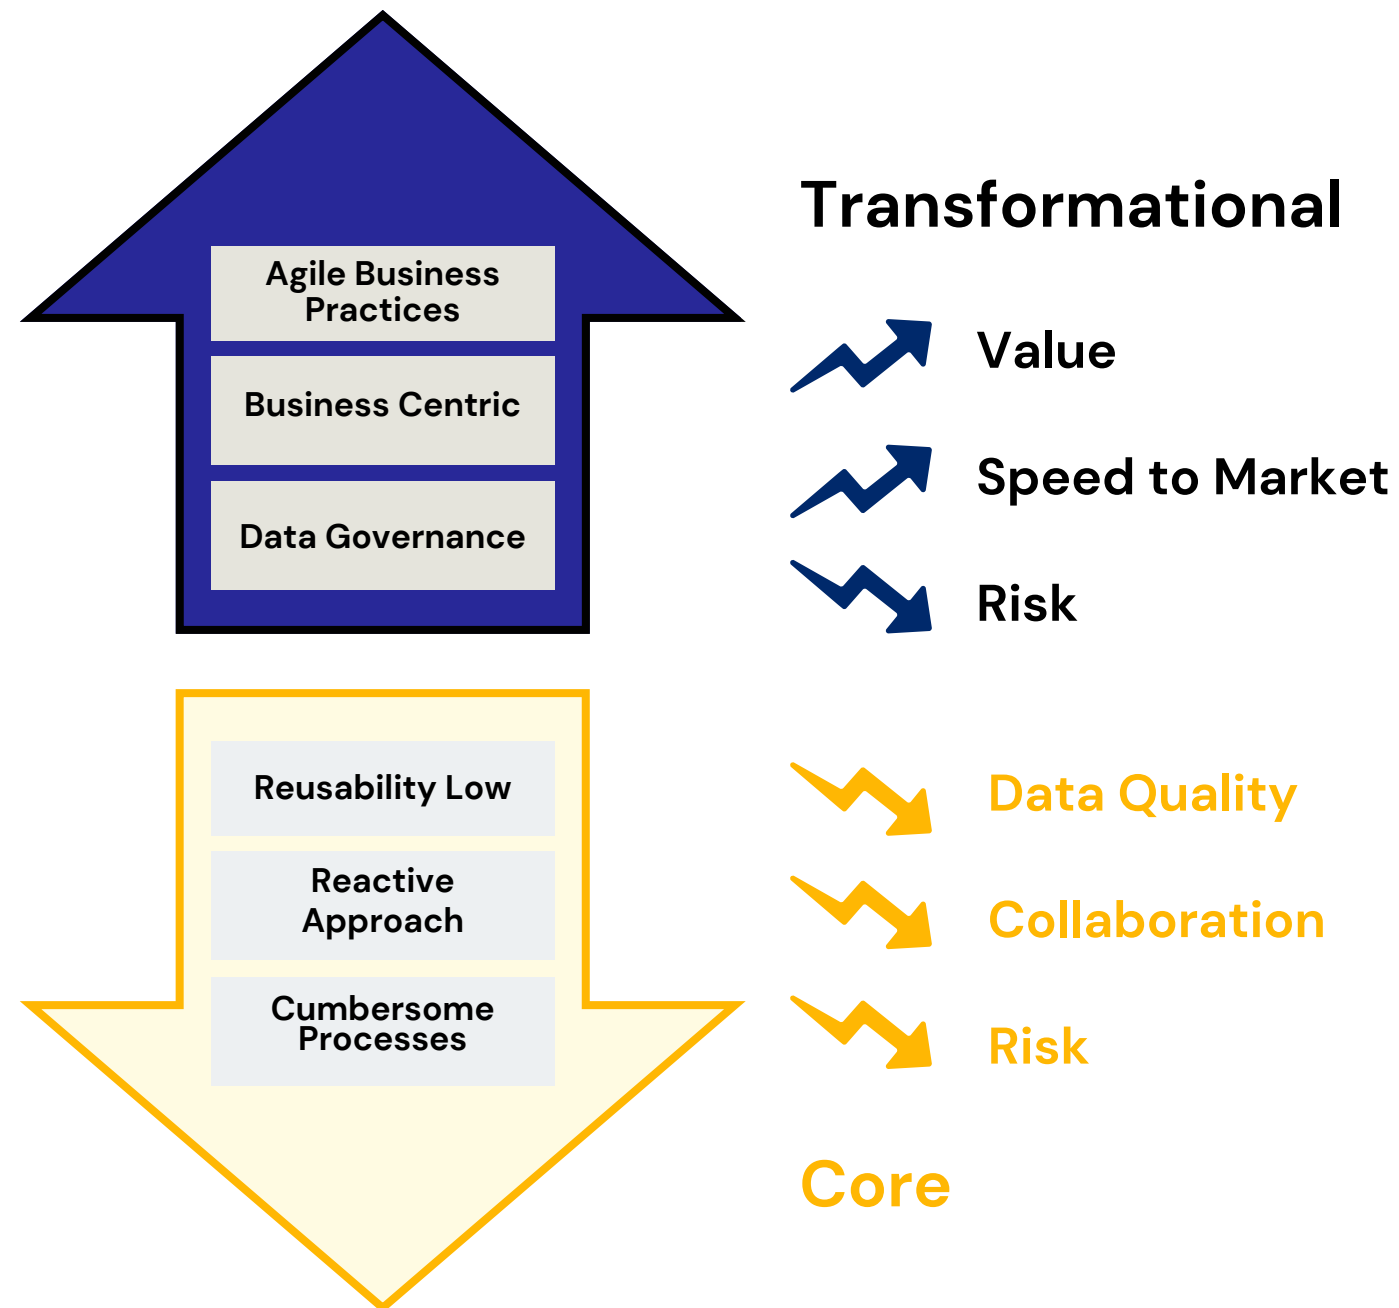 Agile Business
Practices
Business Centric
Data Governance
Transformational
Value
Speed to Market
Risk
Reusability Low
Reactive
Approach
Cumbersome
Processes
Data Quality
Collaboration
Risk
Core